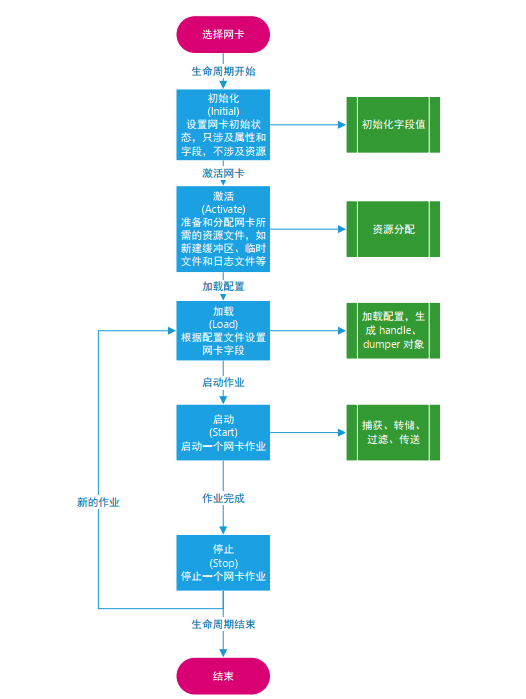 选择网卡
生命周期开始
初始化
(Initial)
设置网卡初始状
态，只涉及属性和
字段，不涉及资源
初始化字段值
激活网卡
激活
(Activate)
准备和分配网卡所
需的资源文件，如
新建缓冲区、临时
文件和日志文件等
资源分配
加载配置
加载
(Load)
根据配置文件设置
网卡字段
加载配置，生
成 handle、
dumper 对象
启动作业
启动
(Start)
启动一个网卡作业
捕获、转储、
过滤、传送
新的作业
作业完成
停止
(Stop)
停止一个网卡作业
生命周期结束
结束